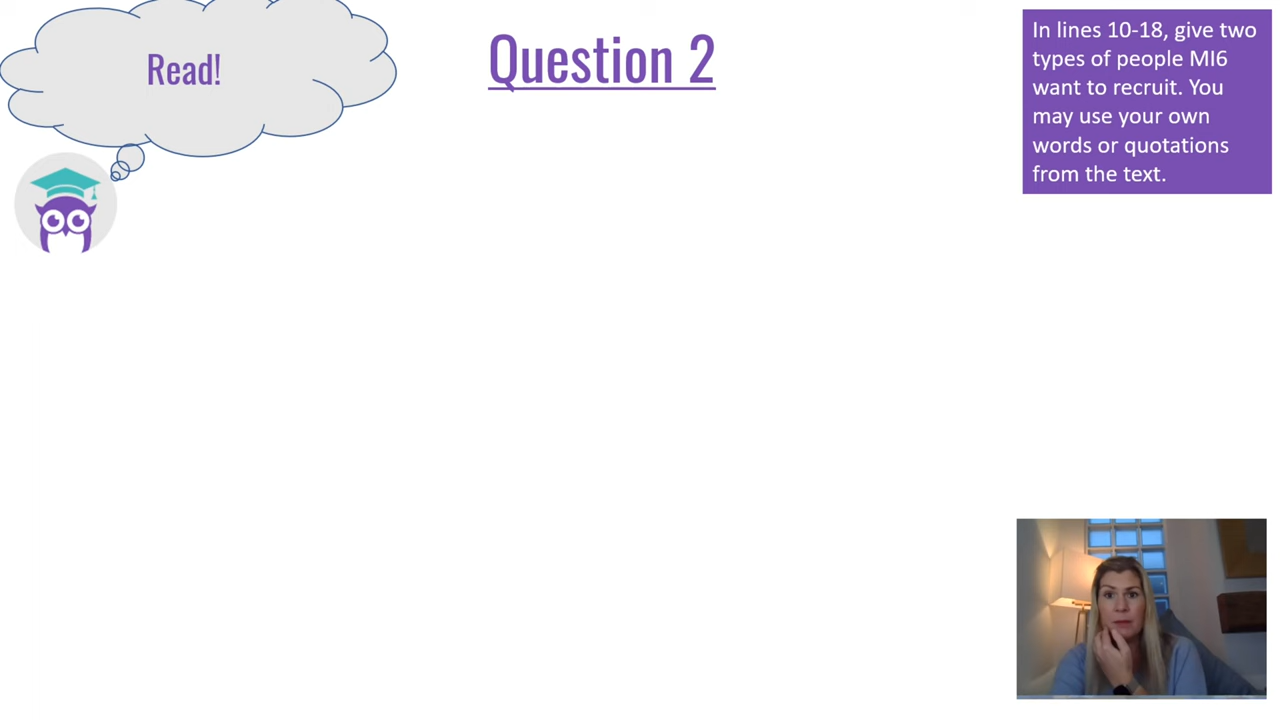 Read!
Question 2
In lines 10-18, give two
types of people MI6
want to recruit. You
may use your own
words or quotations
from the text.